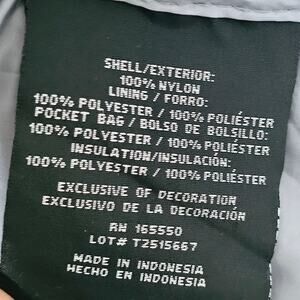 SHELL/EXTERIOR:
100% NYLON
LINING / FORRO:
100% POLYESTER / 100% POLIÉSTER
POCKET BAG / BOLSO DE BOLSILLO:
100% POLYESTER / 100% POLIÉSTER
INSULATION/INSULACIÓN:
100% POLYESTER / 100% POLIÉSTER
EXCLUSIVE OF DECORATION
EXCLUSIVO DE LA DECORACIÓN
RN 165550
LOT# T2515667
MADE IN INDONESIA
HECHO EN INDONESIA